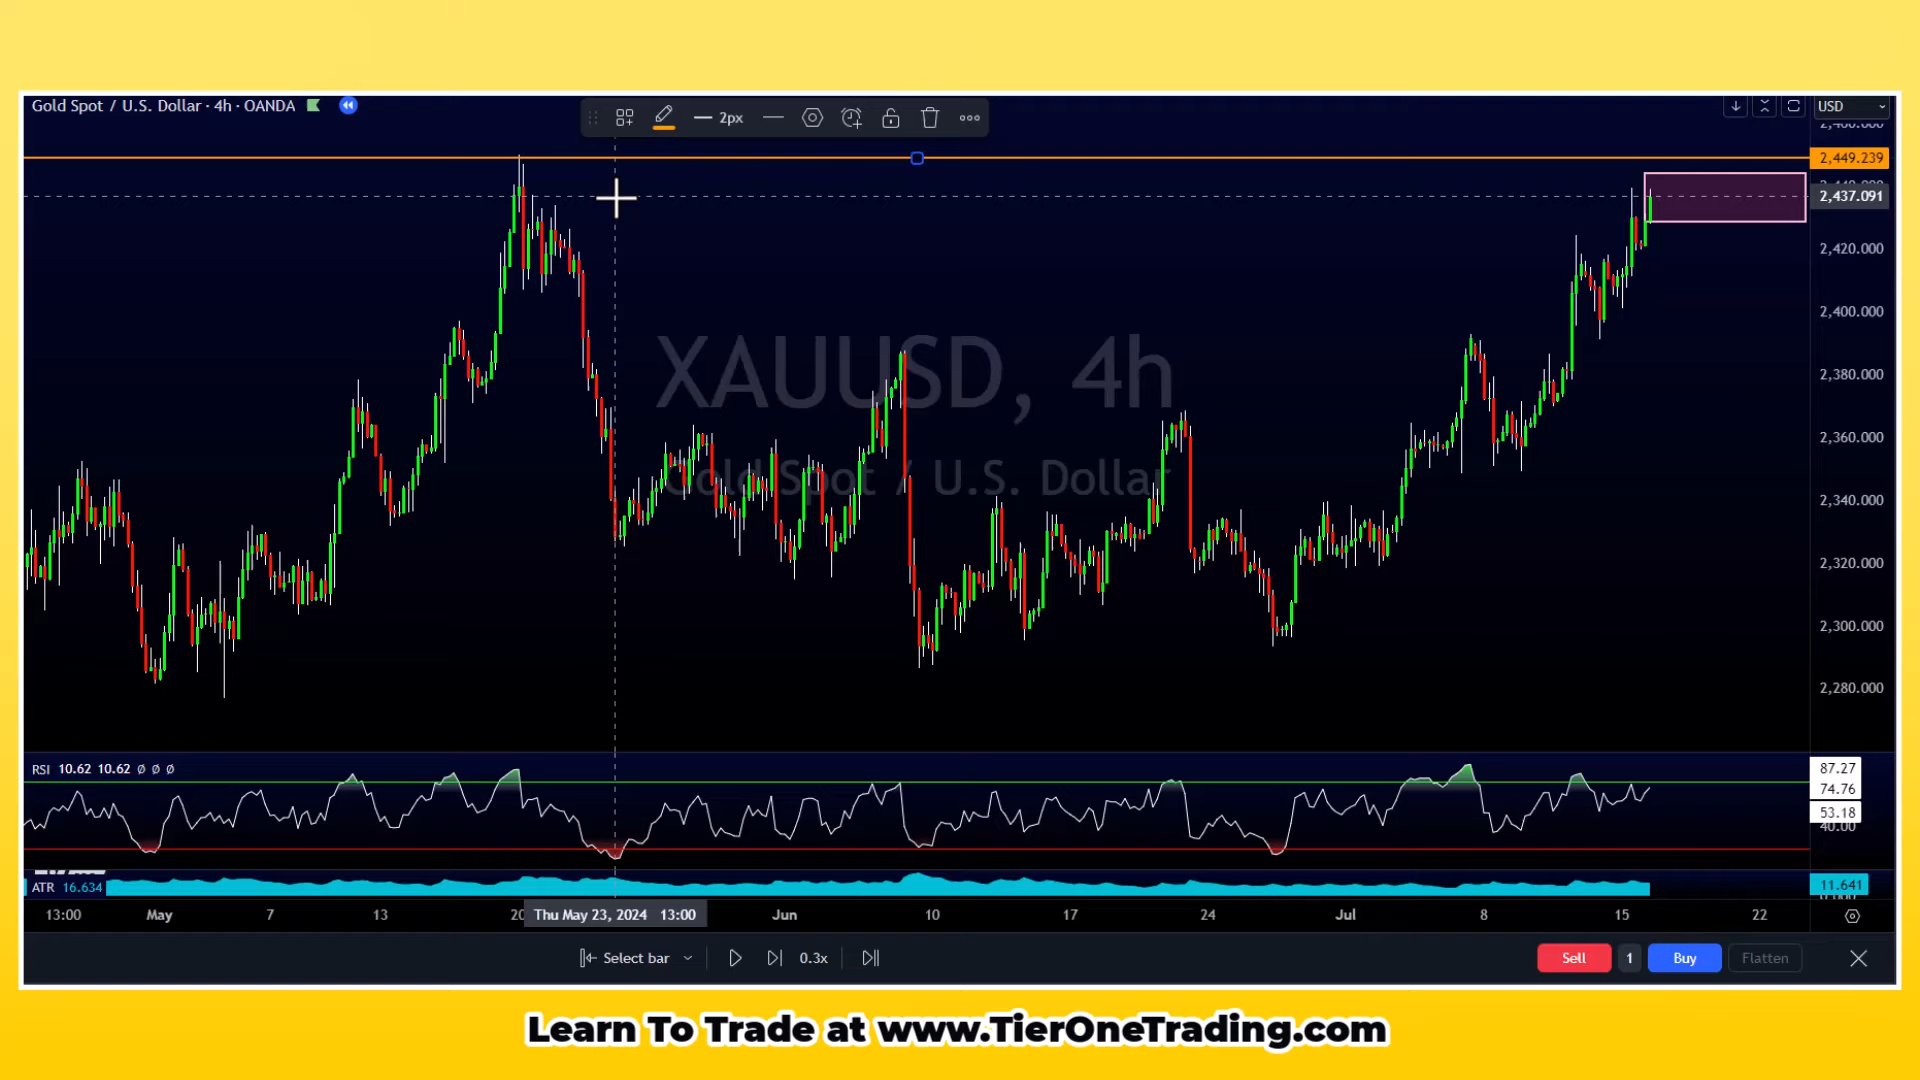 Gold Spot / U.S. Dollar · 4h · OANDA
2px
USD
2,449.239
2,437.091
2,420.000
2,400.000
2,380.000
2,360.000
2,340.000
2,320.000
2,300.000
2,280.000
XAUUSD, 4h
Gold Spot / U.S. Dollar
RSI 10.62 10.62 Ø Ø Ø
87.27
74.76
53.18
40.00
ATR 16.634
11.641
13:00 May 7 13 20 Thu May 23, 2024 13:00 Jun 10 17 24 Jul 8 15 22
Select bar 0.3x Sell 1 Buy Flatten
Learn To Trade at www.TierOneTrading.com